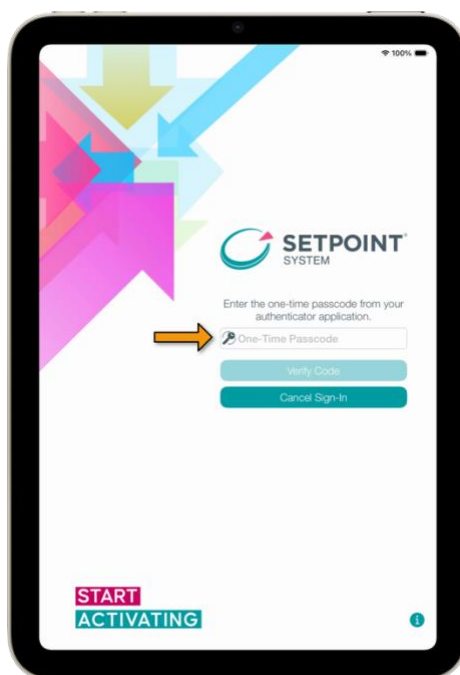 100%
SETPOINT®
SYSTEM
Enter the one-time passcode from your
authenticator application.
One-Time Passcode
Verify Code
Cancel Sign-In
START
ACTIVATING
i